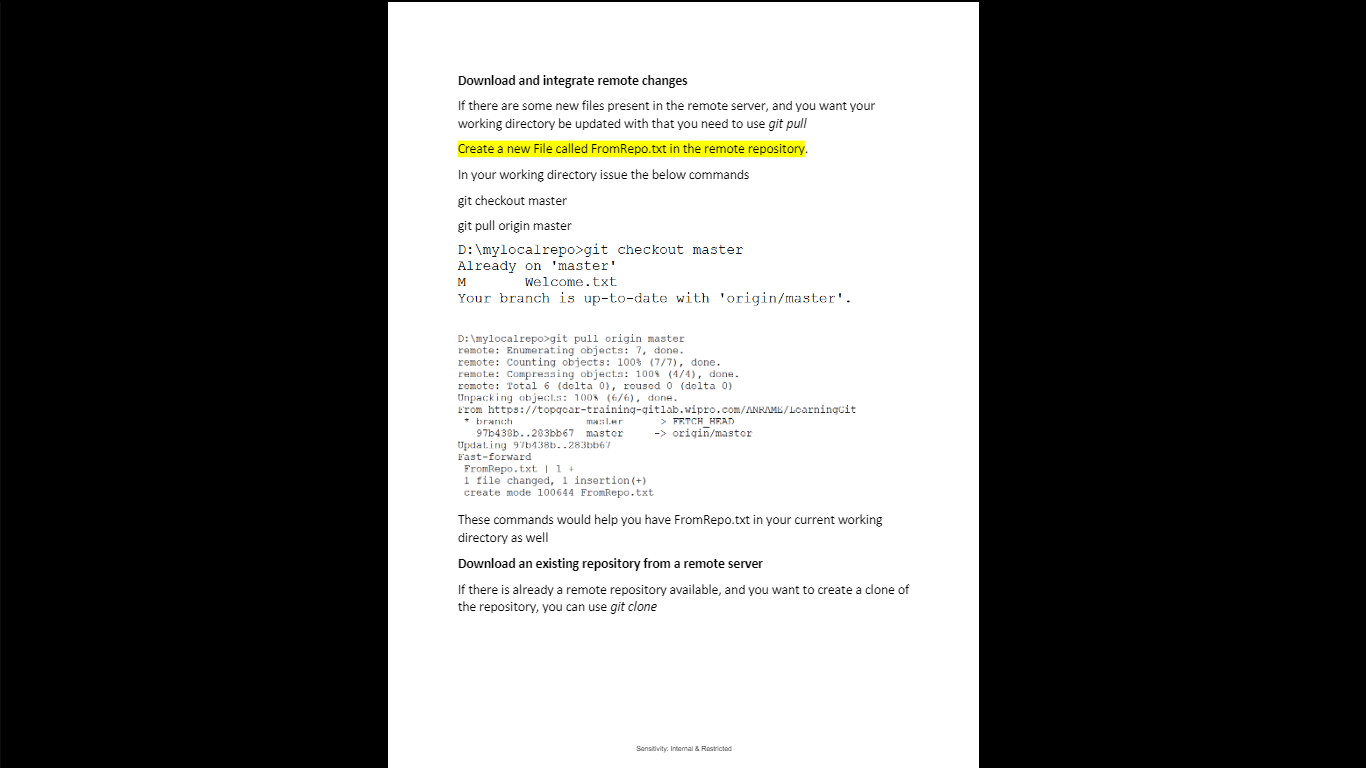 Download and integrate remote changes
If there are some new files present in the remote server, and you want your
working directory be updated with that you need to use git pull
Create a new File called FromRepo.txt in the remote repository.
In your working directory issue the below commands
git checkout master
git pull origin master
D:\mylocalrepo>git checkout master
Already on 'master'
M       Welcome.txt
Your branch is up-to-date with 'origin/master'.
D:\mylocalrepo>git pull origin master
remote: Enumerating objects: 7, done.
remote: Counting objects: 100% (7/7), done.
remote: Compressing objects: 100% (4/4), done.
remote: Total 6 (delta 0), reused 0 (delta 0)
Unpacking objects: 100% (6/6), done.
From https://topgear-training-gitlab.wipro.com/ANRAME/LearningGit
 * branch            master     > FETCH_HEAD
   97b438b..283bb67  master     -> origin/master
Updating 97b438b..283bb67
Fast-forward
 FromRepo.txt | 1 +
 1 file changed, 1 insertion(+)
 create mode 100644 FromRepo.txt
These commands would help you have FromRepo.txt in your current working
directory as well
Download an existing repository from a remote server
If there is already a remote repository available, and you want to create a clone of
the repository, you can use git clone
Sensitivity: Internal & Restricted